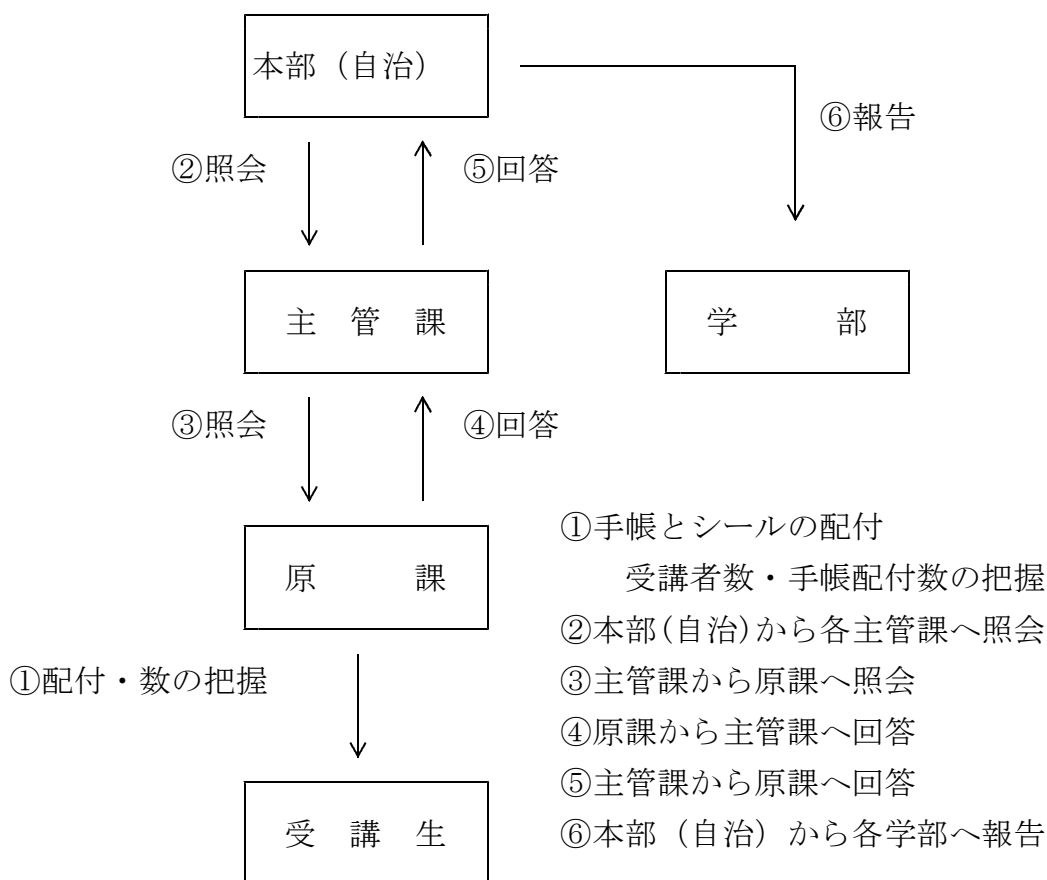 本部（自治）
⑥報告
②照会
⑤回答
主　管　課
学　　　部
③照会
④回答
原　　　課
①配付・数の把握
受　講　生
①手帳とシールの配付
受講者数・手帳配付数の把握
②本部(自治)から各主管課へ照会
③主管課から原課へ照会
④原課から主管課へ回答
⑤主管課から原課へ回答
⑥本部（自治）から各学部へ報告